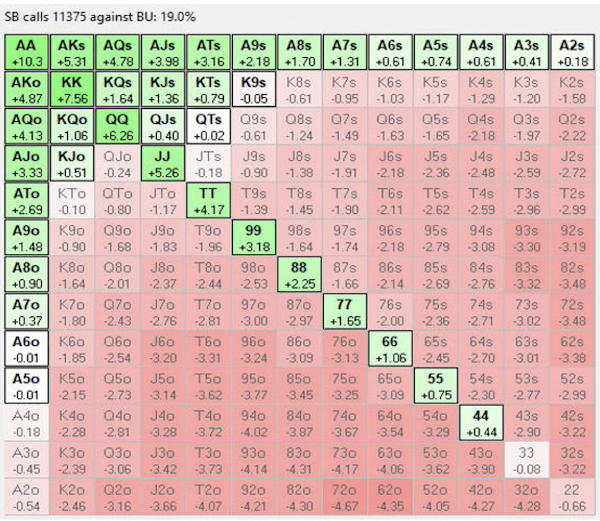 SB calls 11375 against BU: 19.0%
AA AKs AQs AJs ATs A9s A8s A7s A6s A5s A4s A3s A2s
+10.3 +5.31 +4.78 +3.98 +3.16 +2.18 +1.70 +1.31 +0.61 +0.74 +0.61 +0.41 +0.18
AKo KK KQs KJs KTs K9s K8s K7s K6s K5s K4s K3s K2s
+4.87 +7.56 +1.64 +1.36 +0.79 -0.05 -0.61 -0.95 -1.03 -1.17 -1.29 -1.20 -1.58
AQo KQo QQ QJs QTs Q9s Q8s Q7s Q6s Q5s Q4s Q3s Q2s
+4.13 +1.06 +6.26 +0.40 +0.02 -0.61 -1.24 -1.49 -1.63 -1.65 -2.18 -1.97 -2.22
AJo KJo QJo JJ JTs J9s J8s J7s J6s J5s J4s J3s J2s
+3.33 +0.51 -0.24 +5.26 -0.18 -0.90 -1.38 -1.91 -2.18 -2.36 -2.48 -2.59 -2.72
ATo KTo QTo JTo TT T9s T8s T7s T6s T5s T4s T3s T2s
+2.69 -0.10 -0.80 -1.17 +4.17 -1.39 -1.45 -1.90 -2.11 -2.62 -2.59 -2.96 -2.99
A9o K9o Q9o J9o T9o 99 98s 97s 96s 95s 94s 93s 92s
+1.48 -0.90 -1.68 -1.83 -1.96 +3.18 -1.64 -1.74 -2.18 -2.79 -3.08 -3.30 -3.19
A8o K8o Q8o J8o T8o 98o 88 87s 86s 85s 84s 83s 82s
+0.90 -1.64 -2.01 -2.37 -2.44 -2.53 +2.25 -1.66 -2.14 -2.69 -2.76 -3.32 -3.48
A7o K7o Q7o J7o T7o 97o 87o 77 76s 75s 74s 73s 72s
+0.37 -1.80 -2.43 -2.76 -2.81 -3.00 -2.97 +1.65 -2.00 -2.36 -2.71 -3.02 -3.48
A6o K6o Q6o J6o T6o 96o 86o 76o 66 65s 64s 63s 62s
-0.01 -1.85 -2.54 -3.20 -3.31 -3.24 -3.09 -3.13 +1.06 -2.45 -2.70 -3.01 -3.38
A5o K5o Q5o J5o T5o 95o 85o 75o 65o 55 54s 53s 52s
-0.01 -2.15 -2.73 -3.14 -3.62 -3.77 -3.45 -3.25 -3.09 +0.75 -2.30 -2.77 -2.99
A4o K4o Q4o J4o T4o 94o 84o 74o 64o 54o 44 43s 42s
-0.18 -2.28 -2.81 -3.28 -3.72 -4.02 -3.87 -3.67 -3.54 -3.29 +0.44 -2.90 -3.22
A3o K3o Q3o J3o T3o 93o 83o 73o 63o 53o 43o 33 32s
-0.45 -2.39 -3.06 -3.42 -3.73 -4.14 -4.31 -4.17 -4.06 -3.62 -3.90 -0.08 -3.22
A2o K2o Q2o J2o T2o 92o 82o 72o 62o 52o 42o 32o 22
-0.54 -2.46 -3.16 -3.66 -4.07 -4.21 -4.30 -4.67 -4.35 -4.05 -4.27 -4.28 -0.66